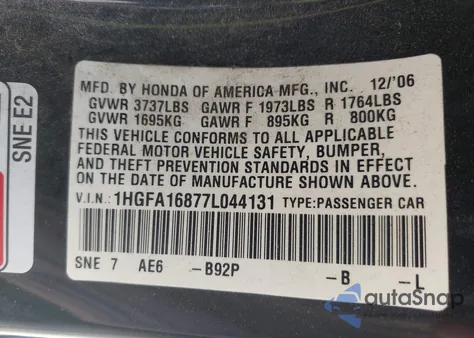 SNE E2
MFD. BY HONDA OF AMERICA MFG., INC. 12/'06
GVWR 3737LBS GAWR F 1973LBS R 1764LBS
GVWR 1695KG GAWR F 895KG R 800KG
THIS VEHICLE CONFORMS TO ALL APPLICABLE
FEDERAL MOTOR VEHICLE SAFETY, BUMPER,
AND THEFT PREVENTION STANDARDS IN EFFECT
ON THE DATE OF MANUFACTURE SHOWN ABOVE.
V.I.N.: 1HGFA16877L044131 TYPE:PASSENGER CAR
SNE 7 AE6 –B92P –B –L
autoSnap